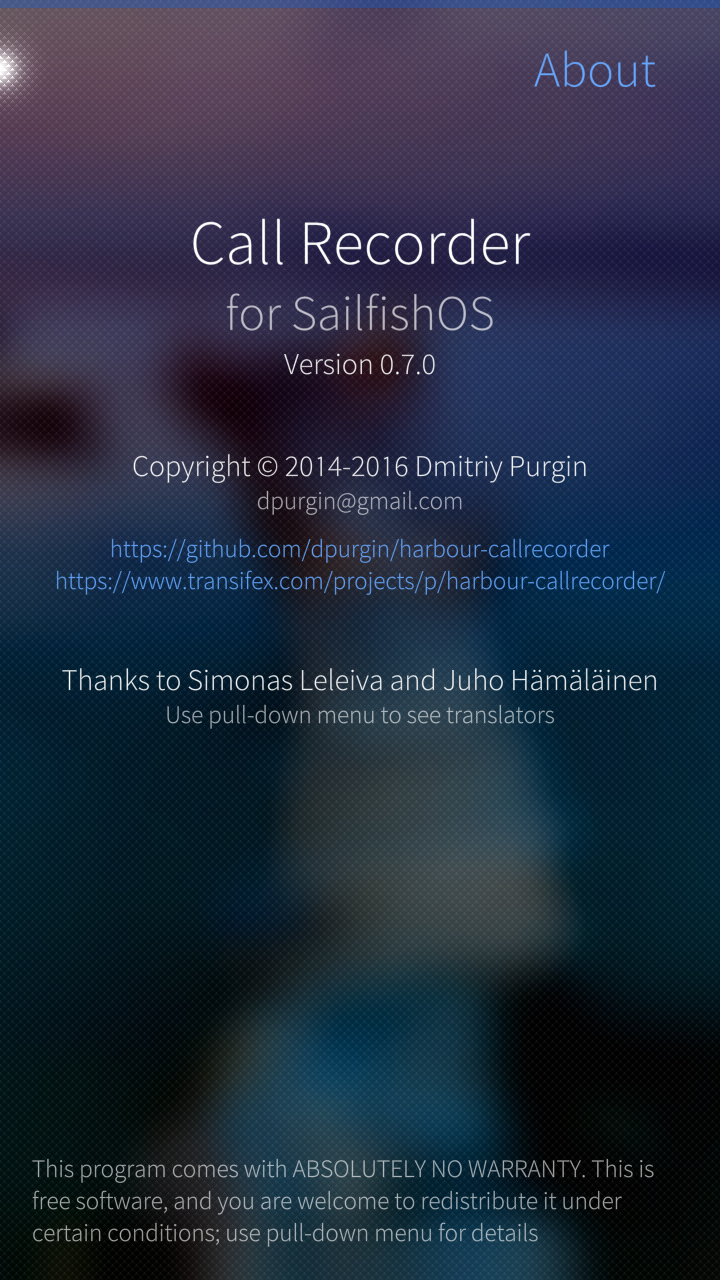 About
Call Recorder
for SailfishOS
Version 0.7.0
Copyright © 2014-2016 Dmitriy Purgin
dpurgin@gmail.com
https://github.com/dpurgin/harbour-callrecorder
https://www.transifex.com/projects/p/harbour-callrecorder/
Thanks to Simonas Leleiva and Juho Hämäläinen
Use pull-down menu to see translators
This program comes with ABSOLUTELY NO WARRANTY. This is
free software, and you are welcome to redistribute it under
certain conditions; use pull-down menu for details